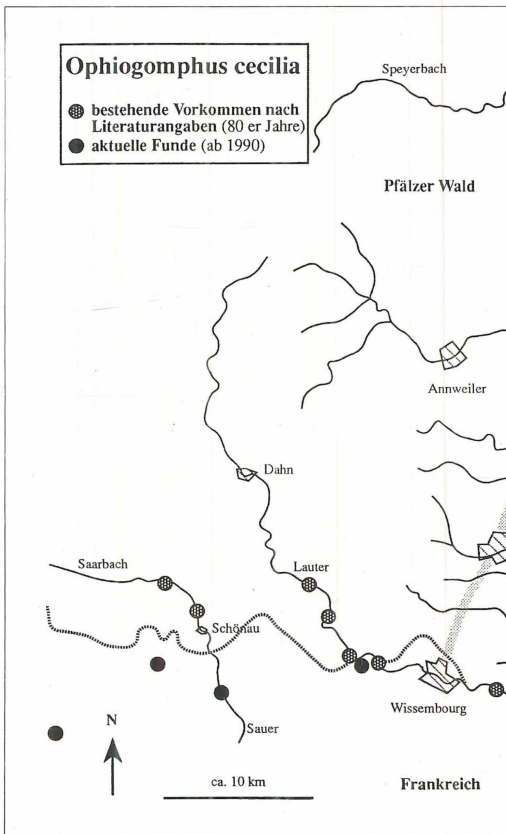 Ophiogomphus cecilia
bestehende Vorkommen nach
Literaturangaben (80 er Jahre)
aktuelle Funde (ab 1990)
Speyerbach
Pfälzer Wald
Annweiler
Dahn
Saarbach
Lauter
Schönau
Wissembourg
N
Sauer
ca. 10 km
Frankreich